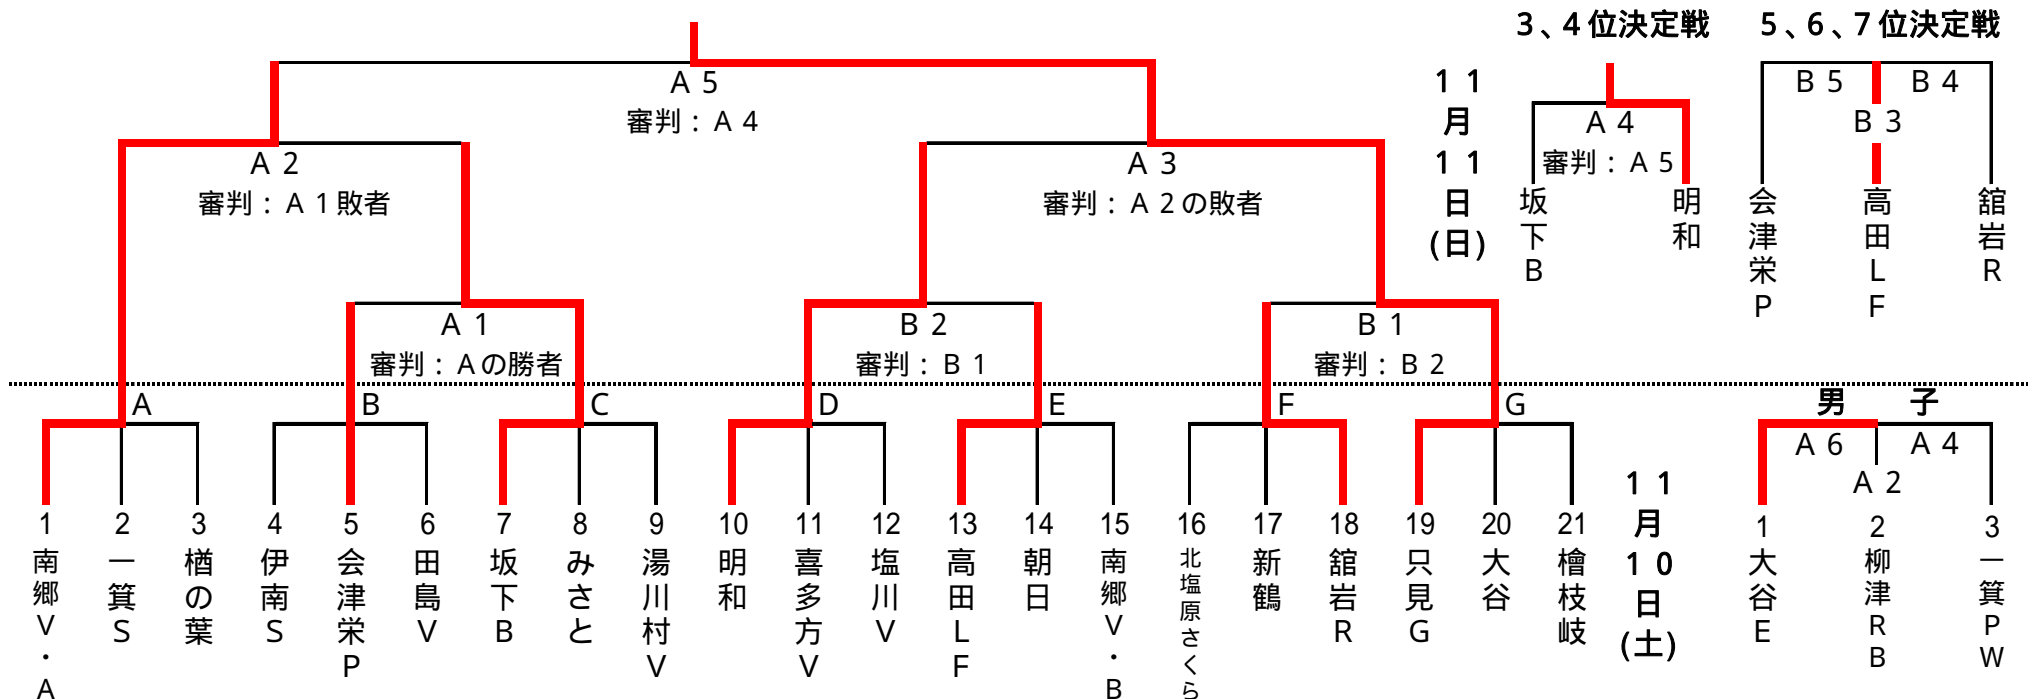 3、4位決定戦
5、6、7位決定戦
A5
審判：A4
11月11日(日)
A4
審判：A5
坂下B
明和
B5
B4
B3
会津栄P
高田LF
舘岩R
A2
審判：A1敗者
A3
審判：A2の敗者
A1
審判：Aの勝者
B2
審判：B1
B1
審判：B2
A
B
C
D
E
F
G
男子
A6
A4
A2
11月10日(土)
1 南郷V・A
2 一箕S
3 楢の葉
4 伊南S
5 会津栄P
6 田島V
7 坂下B
8 みさと
9 湯川村V
10 明和
11 喜多方V
12 塩川V
13 高田LF
14 朝日
15 南郷V・B
16 北塩原さくら
17 新鶴
18 舘岩R
19 只見G
20 大谷
21 檜枝岐
1 大谷E
2 柳津RB
3 一箕PW